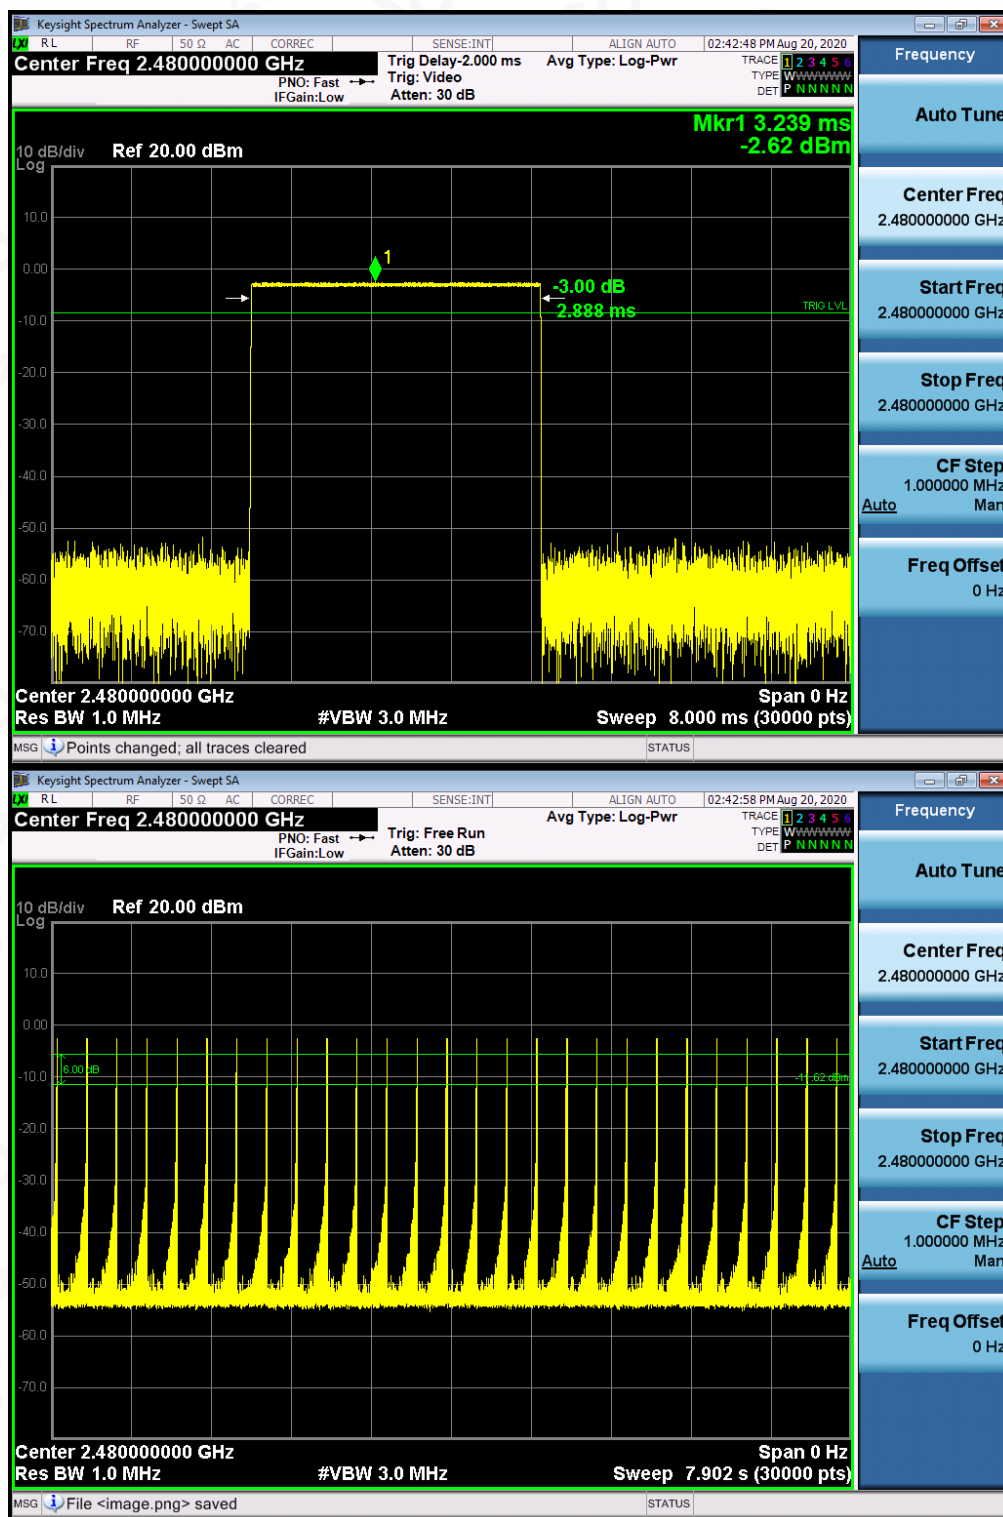 Keysight Spectrum Analyzer - Swept SA
LXI RL RF 50 Ω AC CORREC SENSE:INT ALIGN AUTO 02:42:48 PM Aug 20, 2020
Center Freq 2.480000000 GHz
PNO: Fast
IFGain:Low
Trig Delay-2.000 ms
Trig: Video
Atten: 30 dB
Avg Type: Log-Pwr
TRACE 1 2 3 4 5 6
TYPE WWWWWW
DET P N N N N N
Mkr1 3.239 ms
-2.62 dBm
10 dB/div Ref 20.00 dBm
Log
10.0
0.00
-10.0
-20.0
-30.0
-40.0
-50.0
-60.0
-70.0
1
-3.00 dB
2.888 ms
TRIG LVL
Center 2.480000000 GHz Span 0 Hz
Res BW 1.0 MHz #VBW 3.0 MHz Sweep 8.000 ms (30000 pts)
MSG Points changed; all traces cleared STATUS
Frequency
Auto Tune
Center Freq
2.480000000 GHz
Start Freq
2.480000000 GHz
Stop Freq
2.480000000 GHz
CF Step
1.000000 MHz
Auto Man
Freq Offset
0 Hz
Keysight Spectrum Analyzer - Swept SA
LXI RL RF 50 Ω AC CORREC SENSE:INT ALIGN AUTO 02:42:58 PM Aug 20, 2020
Center Freq 2.480000000 GHz
PNO: Fast
IFGain:Low
Trig: Free Run
Atten: 30 dB
Avg Type: Log-Pwr
TRACE 1 2 3 4 5 6
TYPE WWWWWW
DET P N N N N N
10 dB/div Ref 20.00 dBm
Log
10.0
0.00
-10.0
-20.0
-30.0
-40.0
-50.0
-60.0
-70.0
6.00 dB
-11.62 dBm
Center 2.480000000 GHz Span 0 Hz
Res BW 1.0 MHz #VBW 3.0 MHz Sweep 7.902 s (30000 pts)
MSG File <image.png> saved STATUS
Frequency
Auto Tune
Center Freq
2.480000000 GHz
Start Freq
2.480000000 GHz
Stop Freq
2.480000000 GHz
CF Step
1.000000 MHz
Auto Man
Freq Offset
0 Hz